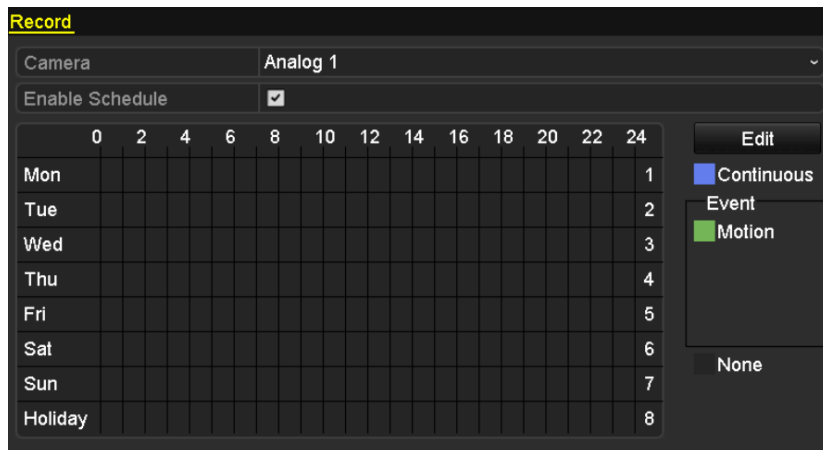 Record
Camera Analog 1
Enable Schedule
0 2 4 6 8 10 12 14 16 18 20 22 24
Edit
Mon 1
Continuous
Tue 2
Event
Motion
Wed 3
Thu 4
Fri 5
Sat 6
None
Sun 7
Holiday 8